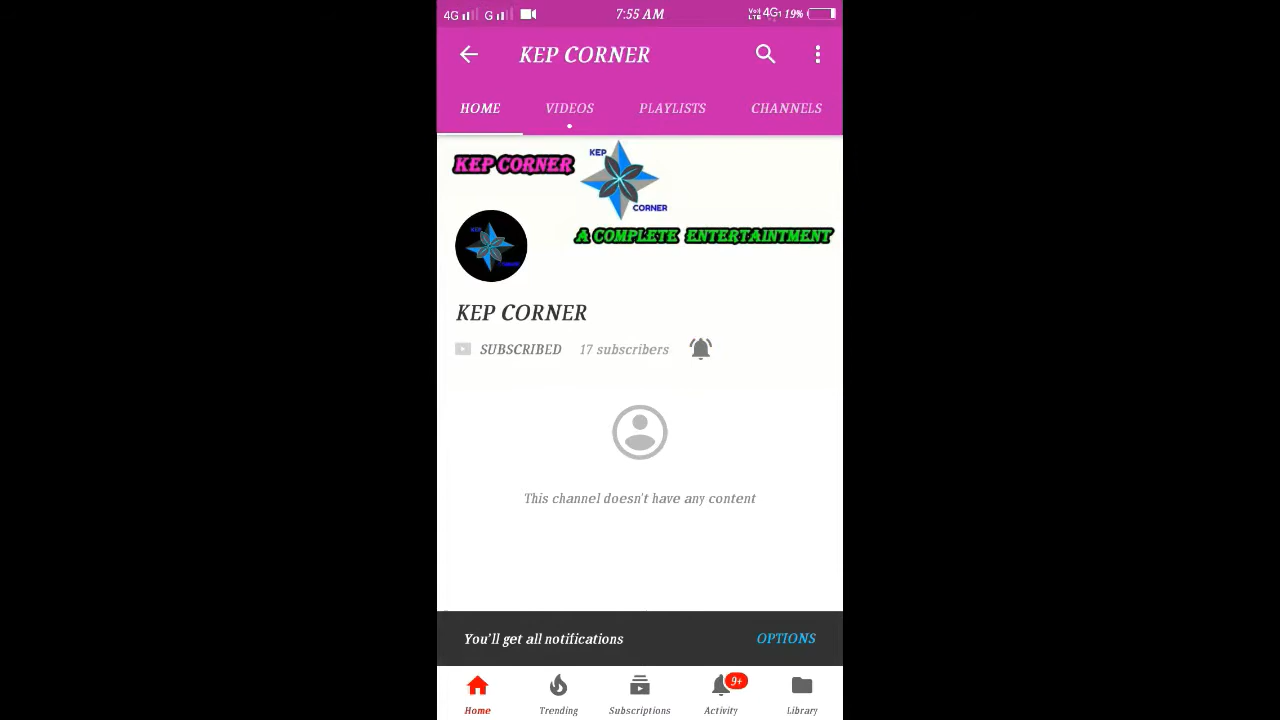 4G G 7:55 AM VoLTE 4G 19%
KEP CORNER
HOME VIDEOS PLAYLISTS CHANNELS
KEP CORNER
KEP
CORNER
A COMPLETE ENTERTAINTMENT
KEP CORNER
SUBSCRIBED 17 subscribers
This channel doesn't have any content
You'll get all notifications OPTIONS
9+
Home Trending Subscriptions Activity Library